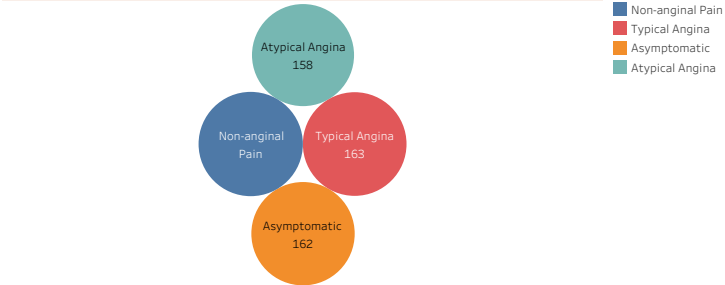 Atypical Angina
158
Non-anginal
Pain
Typical Angina
163
Asymptomatic
162
Non-anginal Pain
Typical Angina
Asymptomatic
Atypical Angina